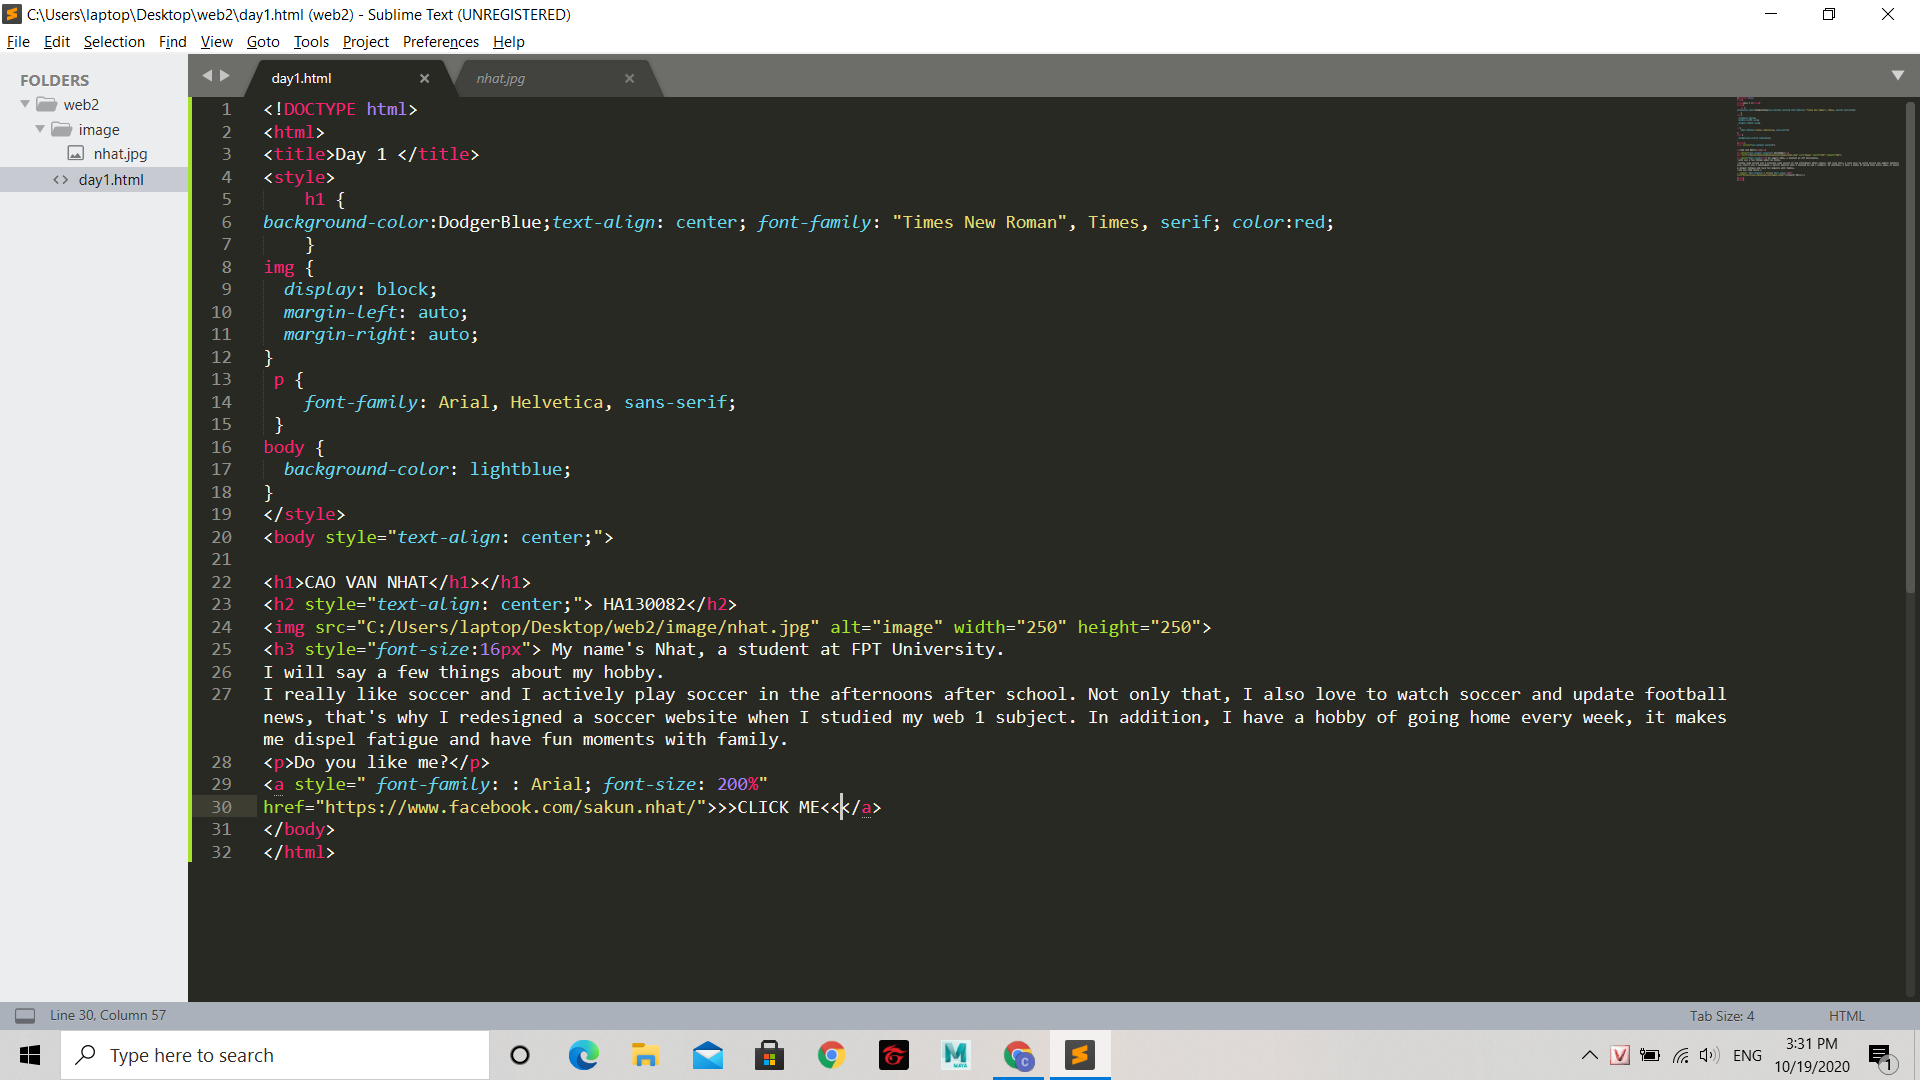 C:\Users\laptop\Desktop\web2\day1.html (web2) - Sublime Text (UNREGISTERED)
File Edit Selection Find View Goto Tools Project Preferences Help
FOLDERS
web2
image
nhat.jpg
day1.html
day1.html nhat.jpg
1 <!DOCTYPE html>
2 <html>
3 <title>Day 1 </title>
4 <style>
5     h1 {
6 background-color:DodgerBlue;text-align: center; font-family: "Times New Roman", Times, serif; color:red;
7     }
8 img {
9   display: block;
10   margin-left: auto;
11   margin-right: auto;
12 }
13  p {
14     font-family: Arial, Helvetica, sans-serif;
15  }
16 body {
17   background-color: lightblue;
18 }
19 </style>
20 <body style="text-align: center;">
21
22 <h1>CAO VAN NHAT</h1></h1>
23 <h2 style="text-align: center;"> HA130082</h2>
24 <img src="C:/Users/laptop/Desktop/web2/image/nhat.jpg" alt="image" width="250" height="250">
25 <h3 style="font-size:16px"> My name's Nhat, a student at FPT University.
26 I will say a few things about my hobby.
27 I really like soccer and I actively play soccer in the afternoons after school. Not only that, I also love to watch soccer and update football
news, that's why I redesigned a soccer website when I studied my web 1 subject. In addition, I have a hobby of going home every week, it makes
me dispel fatigue and have fun moments with family.
28 <p>Do you like me?</p>
29 <a style=" font-family: : Arial; font-size: 200%"
30 href="https://www.facebook.com/sakun.nhat/">>>CLICK ME<<</a>
31 </body>
32 </html>
Line 30, Column 57
Tab Size: 4
HTML
Type here to search
ENG
3:31 PM
10/19/2020
1